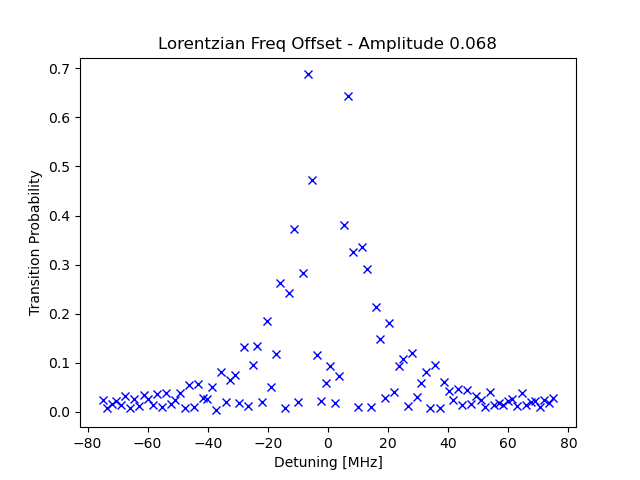 Lorentzian Freq Offset - Amplitude 0.068
Transition Probability
0.7
0.6
0.5
0.4
0.3
0.2
0.1
0.0
−80 −60 −40 −20 0 20 40 60 80
Detuning [MHz]